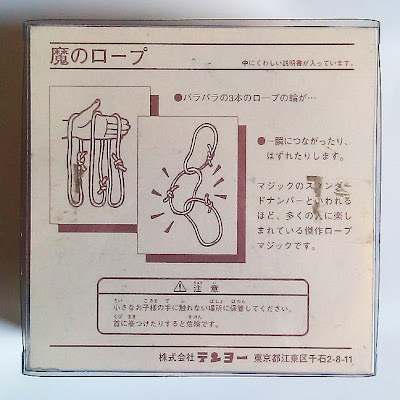 魔のロープ
中にくわしい説明書が入っています。
●バラバラの3本のロープの輪が…
●一瞬につながったり、
はずれたりします。
マジックのスタンダー
ドナンバーといわれる
ほど、多くの人に楽し
まれている傑作ロープ
マジックです。
⚠ 注意
小さなお子様の手に触れない場所に保管してください。
首に巻つけたりすると危険です。
株式会社 テンヨー 東京都江東区千石2-8-11